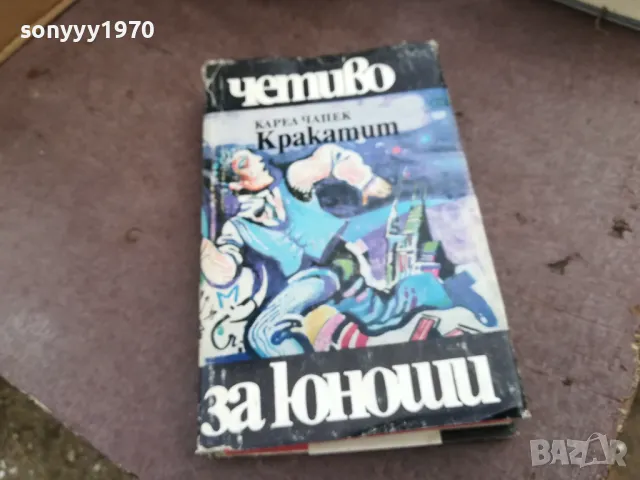 sonyyy1970
четиво
КАРЕЛ ЧАПЕК
Кракатит
М
за юноши
BAZAR